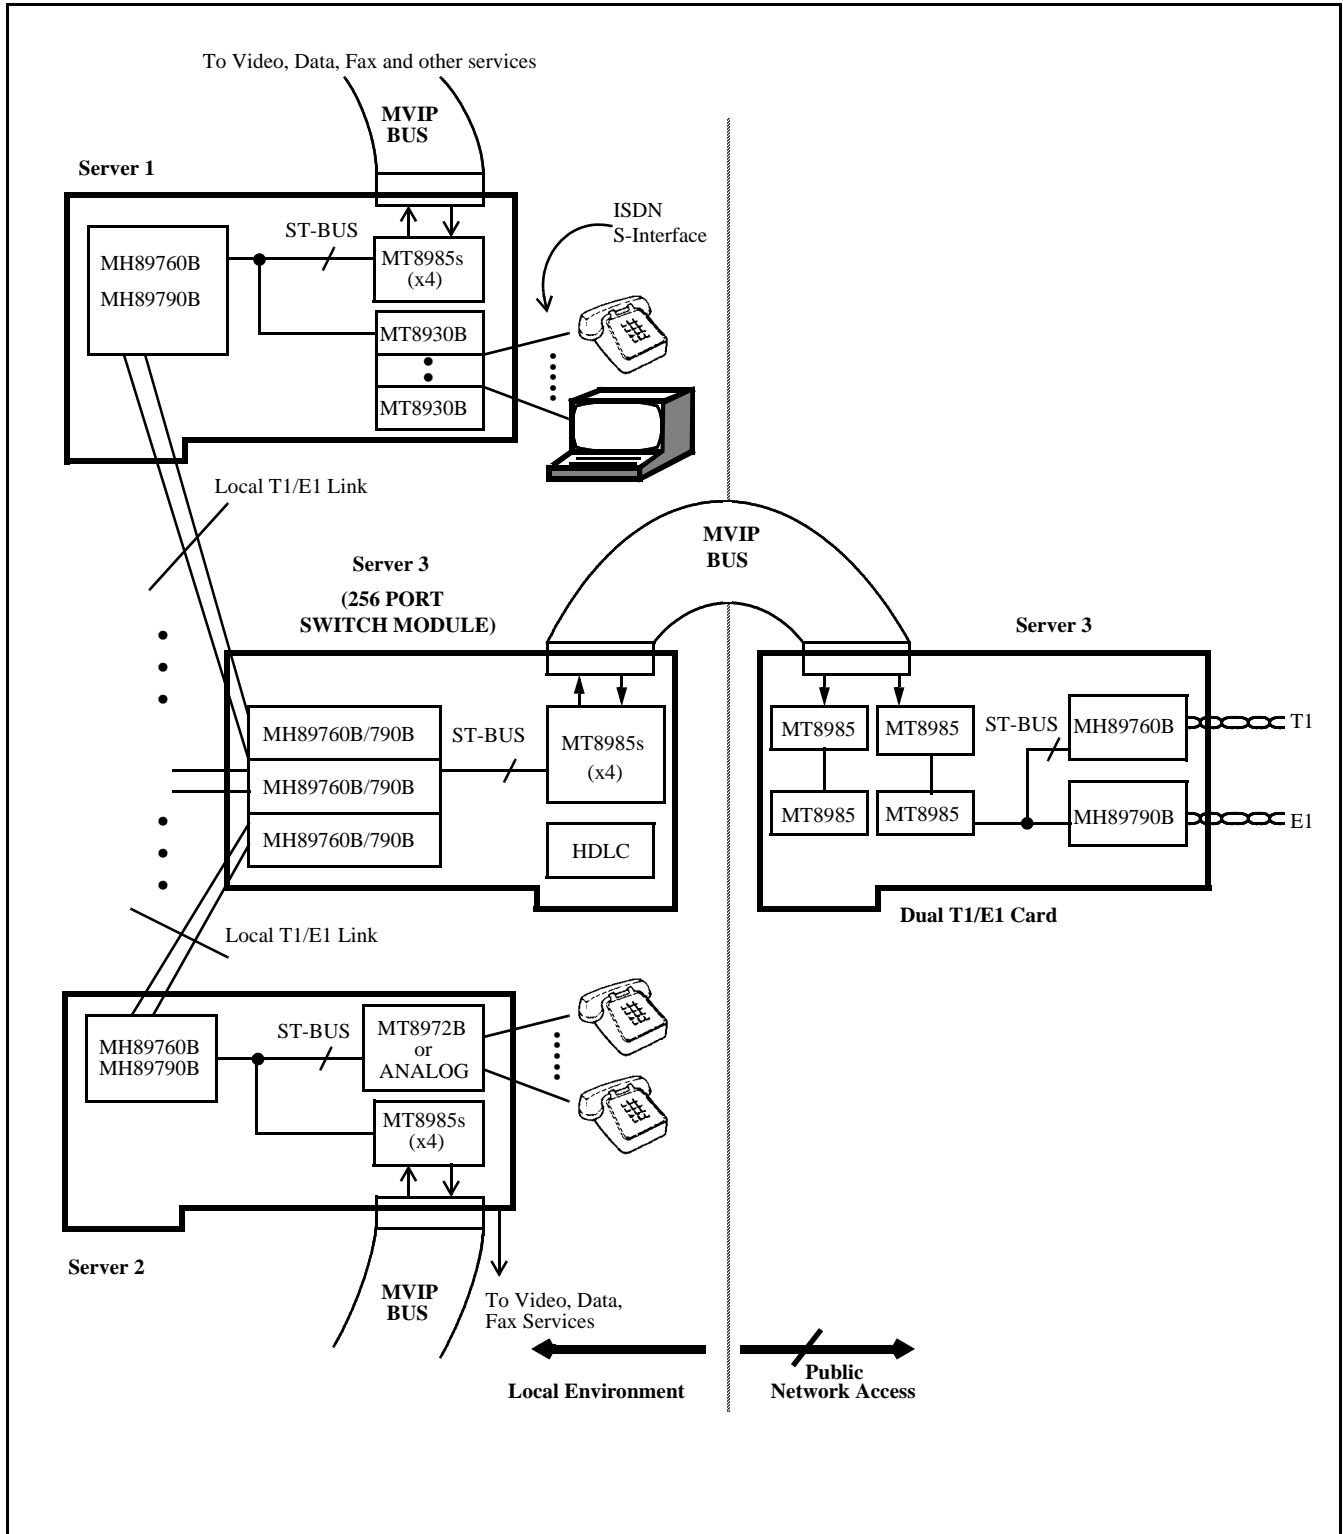 To Video, Data, Fax and other services
MVIP
BUS
Server 1
ISDN
S-Interface
ST-BUS
MH89760B
MH89790B
MT8985s
(x4)
MT8930B
MT8930B
Local T1/E1 Link
MVIP
BUS
Server 3
(256 PORT
SWITCH MODULE)
Server 3
MH89760B/790B
MH89760B/790B
MH89760B/790B
ST-BUS
MT8985s
(x4)
HDLC
MT8985
MT8985
MT8985
MT8985
ST-BUS
MH89760B
MH89790B
T1
E1
Dual T1/E1 Card
Local T1/E1 Link
MH89760B
MH89790B
ST-BUS
MT8972B
or
ANALOG
MT8985s
(x4)
Server 2
MVIP
BUS
To Video, Data,
Fax Services
Local Environment
Public
Network Access